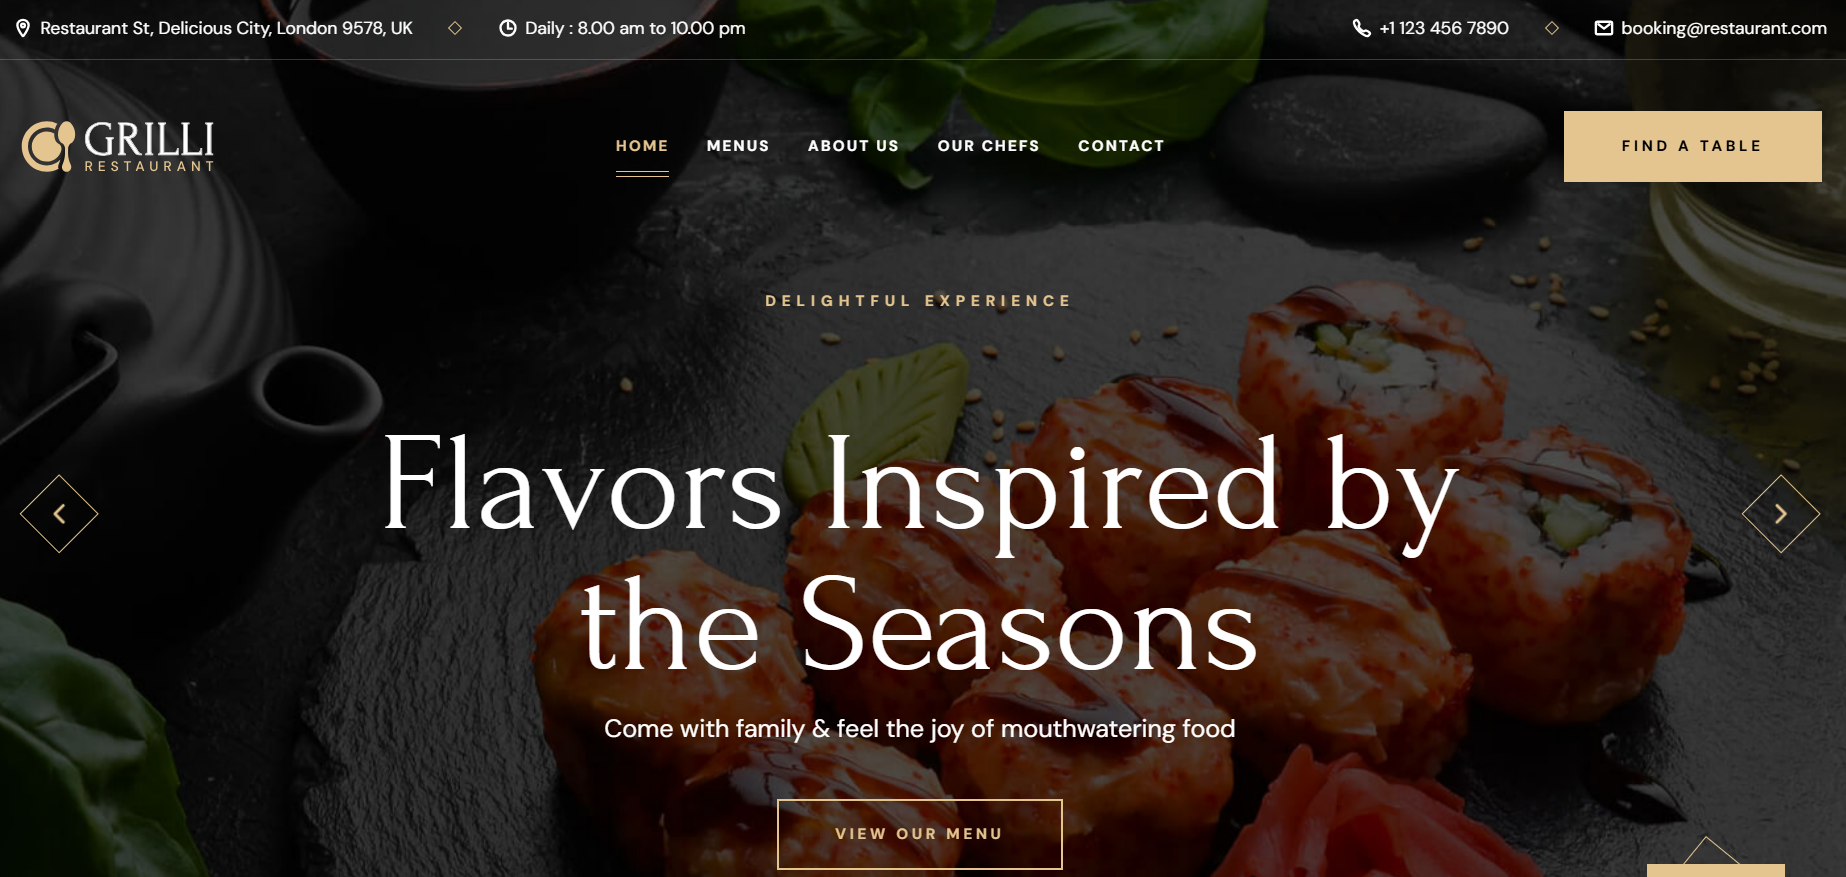 Restaurant St, Delicious City, London 9578, UK
Daily : 8.00 am to 10.00 pm
+1 123 456 7890
booking@restaurant.com
GRILLI
RESTAURANT
HOME
MENUS
ABOUT US
OUR CHEFS
CONTACT
FIND A TABLE
DELIGHTFUL EXPERIENCE
Flavors Inspired by
the Seasons
Come with family & feel the joy of mouthwatering food
VIEW OUR MENU